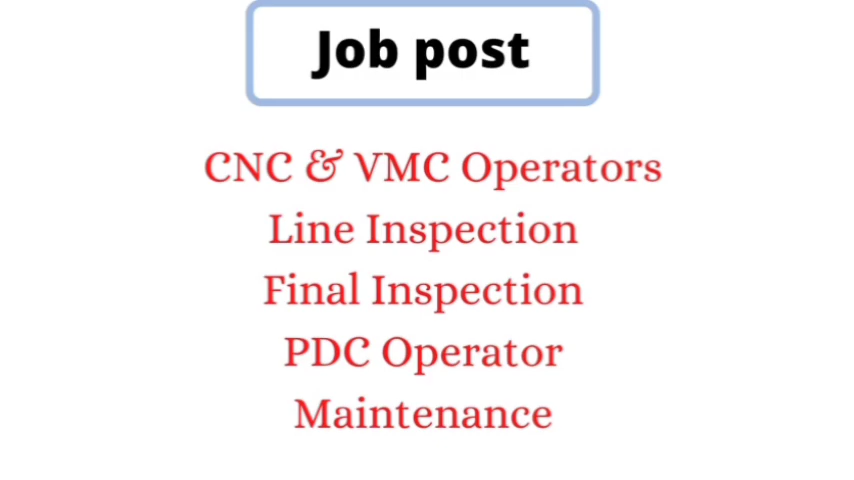 Job post
CNC & VMC Operators
Line Inspection
Final Inspection
PDC Operator
Maintenance